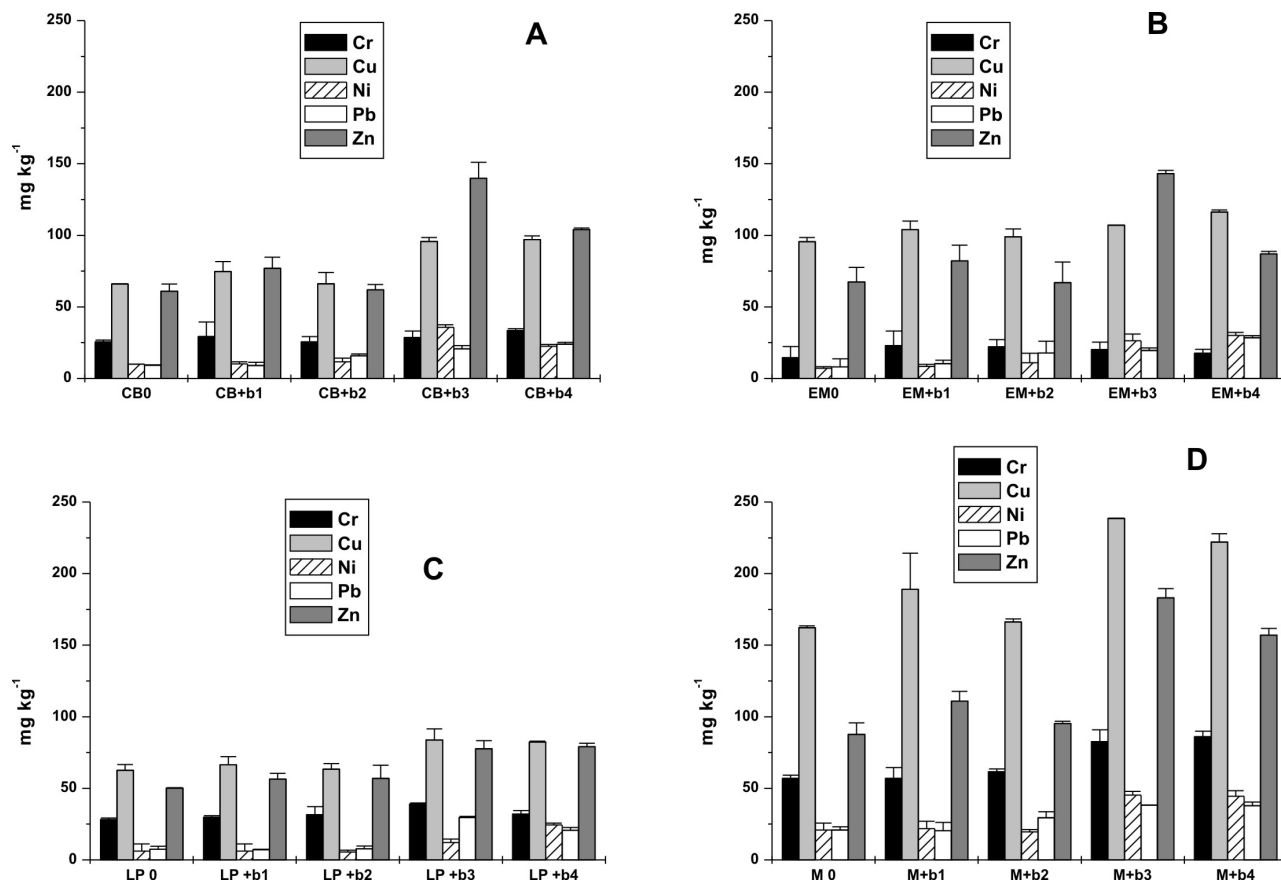 A
Cr
Cu
Ni
Pb
Zn
250
200
150
100
50
0
mg kg⁻¹
CB0 CB+b1 CB+b2 CB+b3 CB+b4
B
Cr
Cu
Ni
Pb
Zn
250
200
150
100
50
0
mg kg⁻¹
EM0 EM+b1 EM+b2 EM+b3 EM+b4
C
Cr
Cu
Ni
Pb
Zn
250
200
150
100
50
0
mg kg⁻¹
LP 0 LP +b1 LP +b2 LP +b3 LP +b4
D
Cr
Cu
Ni
Pb
Zn
250
200
150
100
50
0
mg kg⁻¹
M 0 M+b1 M+b2 M+b3 M+b4